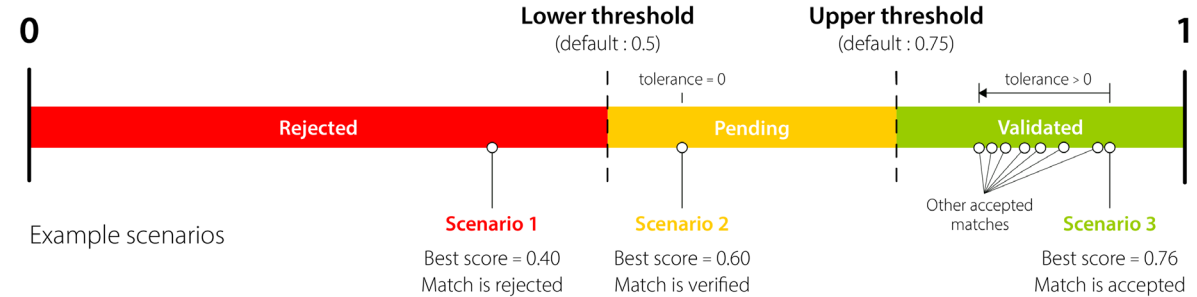 0
Lower threshold
(default : 0.5)
Upper threshold
(default : 0.75)
1
tolerance = 0
tolerance > 0
Rejected
Pending
Validated
Other accepted
matches
Example scenarios
Scenario 1
Best score = 0.40
Match is rejected
Scenario 2
Best score = 0.60
Match is verified
Scenario 3
Best score = 0.76
Match is accepted